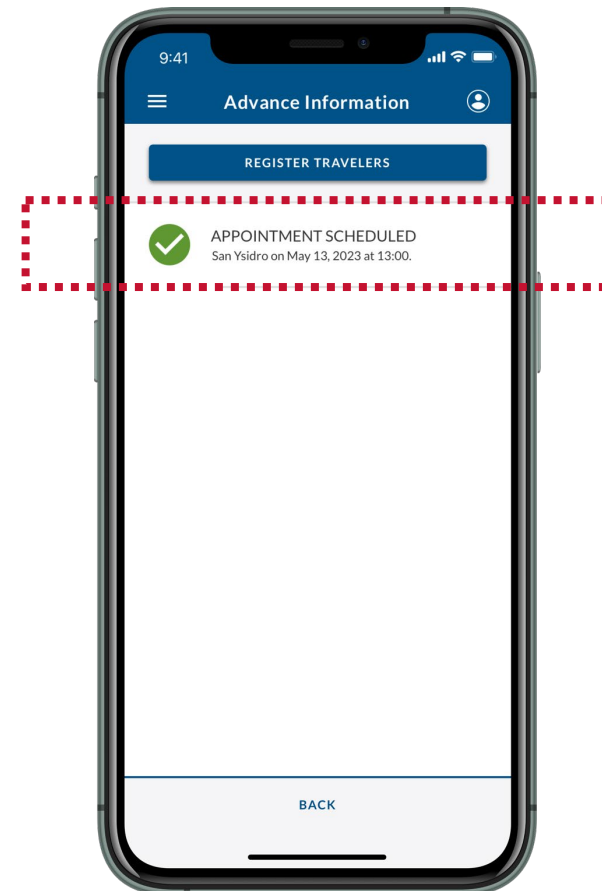 9:41
Advance Information
REGISTER TRAVELERS
APPOINTMENT SCHEDULED
San Ysidro on May 13, 2023 at 13:00.
BACK